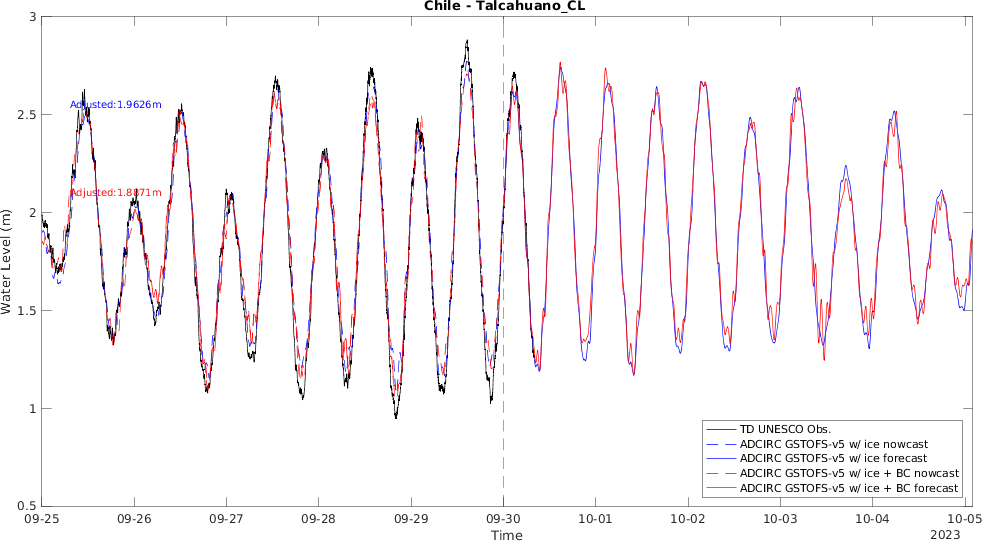 Chile - Talcahuano_CL
Water Level (m)
3
2.5
2
1.5
1
0.5
Adjusted:1.9626m
Adjusted:1.8871m
TD UNESCO Obs.
ADCIRC GSTOFS-v5 w/ ice nowcast
ADCIRC GSTOFS-v5 w/ ice forecast
ADCIRC GSTOFS-v5 w/ ice + BC nowcast
ADCIRC GSTOFS-v5 w/ ice + BC forecast
09-25 09-26 09-27 09-28 09-29 09-30 10-01 10-02 10-03 10-04 10-05
Time
2023